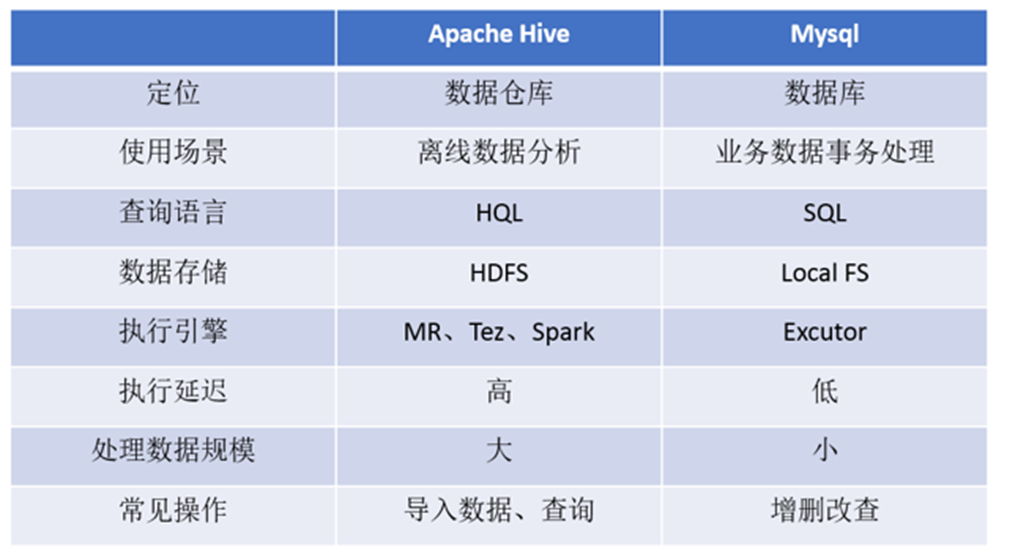 Apache Hive Mysql
定位 数据仓库 数据库
使用场景 离线数据分析 业务数据事务处理
查询语言 HQL SQL
数据存储 HDFS Local FS
执行引擎 MR、Tez、Spark Excutor
执行延迟 高 低
处理数据规模 大 小
常见操作 导入数据、查询 增删改查